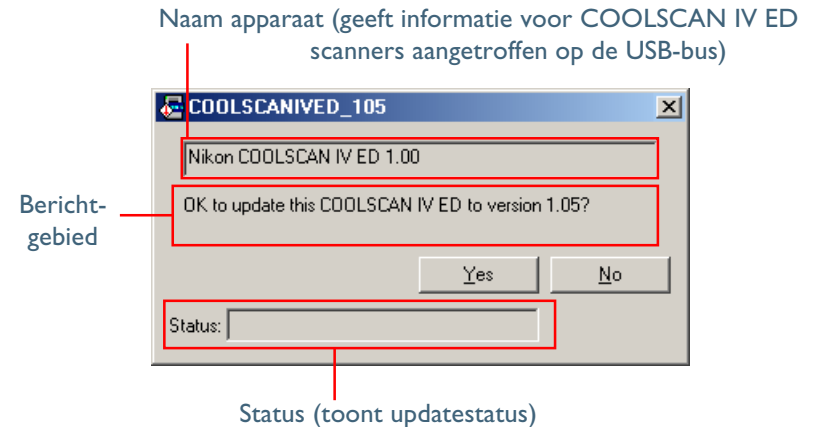 Naam apparaat (geeft informatie voor COOLSCAN IV ED
scanners aangetroffen op de USB-bus)
COOLSCANIVED_105
Nikon COOLSCAN IV ED 1.00
Bericht-
gebied
OK to update this COOLSCAN IV ED to version 1.05?
Yes No
Status:
Status (toont updatestatus)